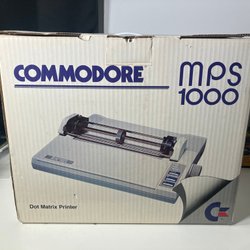 COMMODORE
mps
1000
Dot Matrix Printer